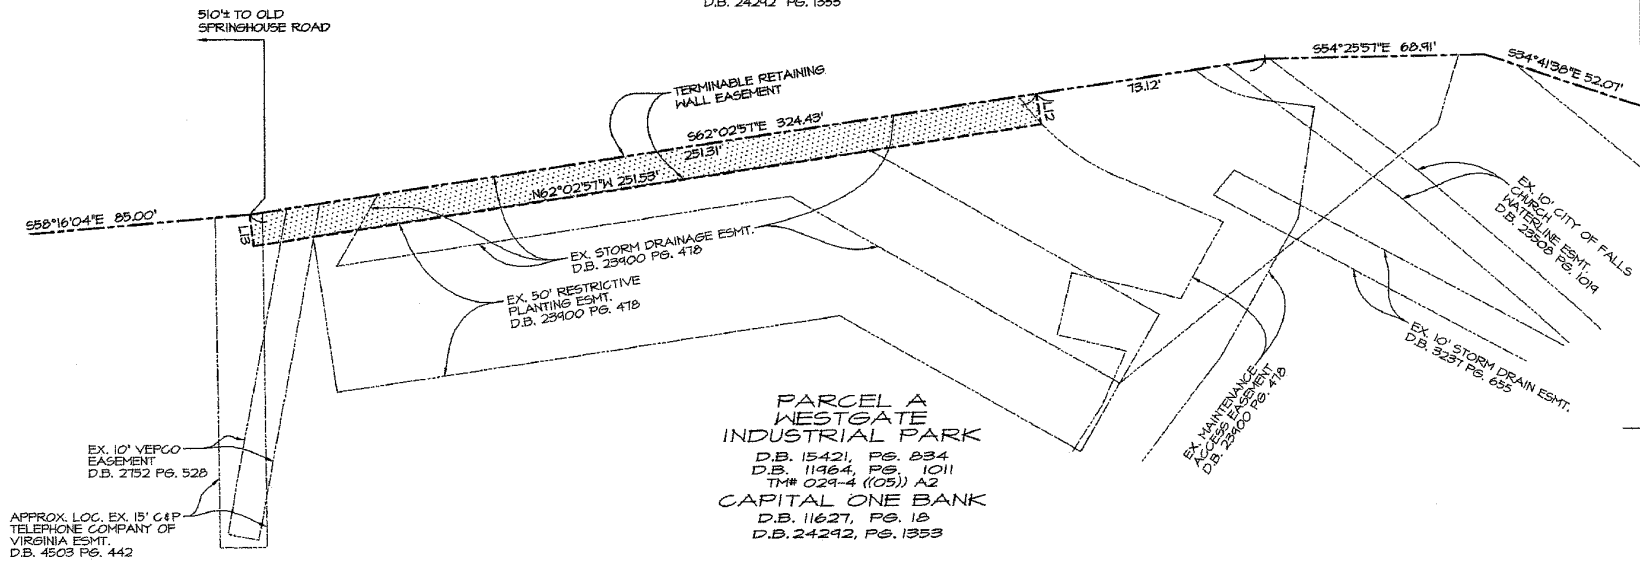 D.B. 24292 PG. 1353
510'± TO OLD
SPRINGHOUSE ROAD
TERMINABLE RETAINING
WALL EASEMENT
S54°25'57"E 68.91'
S34°41'38"E 52.07'
73.12'
L12
S62°02'57"E 324.43'
251.31'
N62°02'57"W 251.53'
S58°16'04"E 85.00'
L13
EX. STORM DRAINAGE ESMT.
D.B. 23900 PG. 478
EX. 50' RESTRICTIVE
PLANTING ESMT.
D.B. 23900 PG. 478
EX. 10' CITY OF FALLS
CHURCH
WATERLINE ESMT.
D.B. 23508 PG. 1019
EX. 10' STORM DRAIN ESMT.
D.B. 3237 PG. 655
EX. MAINTENANCE
ACCESS EASEMENT
D.B. 23900 PG. 478
PARCEL A
WESTGATE
INDUSTRIAL PARK
D.B. 15421, PG. 834
D.B. 11964, PG. 1011
TM# 029-4 ((05)) A2
CAPITAL ONE BANK
D.B. 11627, PG. 18
D.B. 24292, PG. 1353
EX. 10' VEPCO
EASEMENT
D.B. 2752 PG. 528
APPROX. LOC. EX. 15' C&P
TELEPHONE COMPANY OF
VIRGINIA ESMT.
D.B. 4503 PG. 442